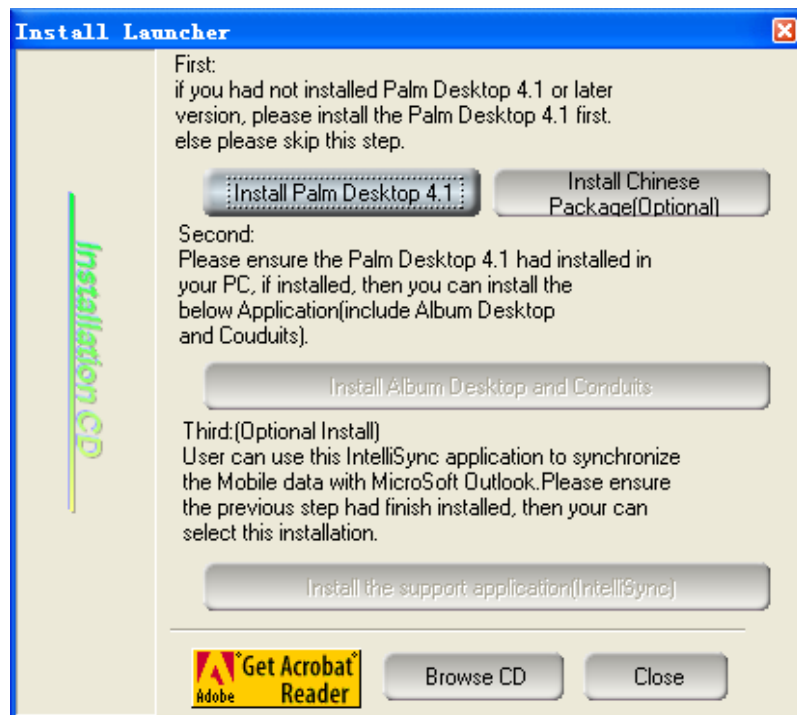 Install Launcher
First:
if you had not installed Palm Desktop 4.1 or later
version, please install the Palm Desktop 4.1 first.
else please skip this step.
Install Palm Desktop 4.1
Install Chinese
Package(Optional)
Second:
Please ensure the Palm Desktop 4.1 had installed in
your PC, if installed, then you can install the
below Application(include Album Desktop
and Couduits).
Install Album Desktop and Conduits
Third:(Optional Install)
User can use this IntelliSync application to synchronize
the Mobile data with MicroSoft Outlook.Please ensure
the previous step had finish installed, then your can
select this installation.
Install the support application(IntelliSync)
Installation CD
Adobe
Get Acrobat
Reader
Browse CD
Close